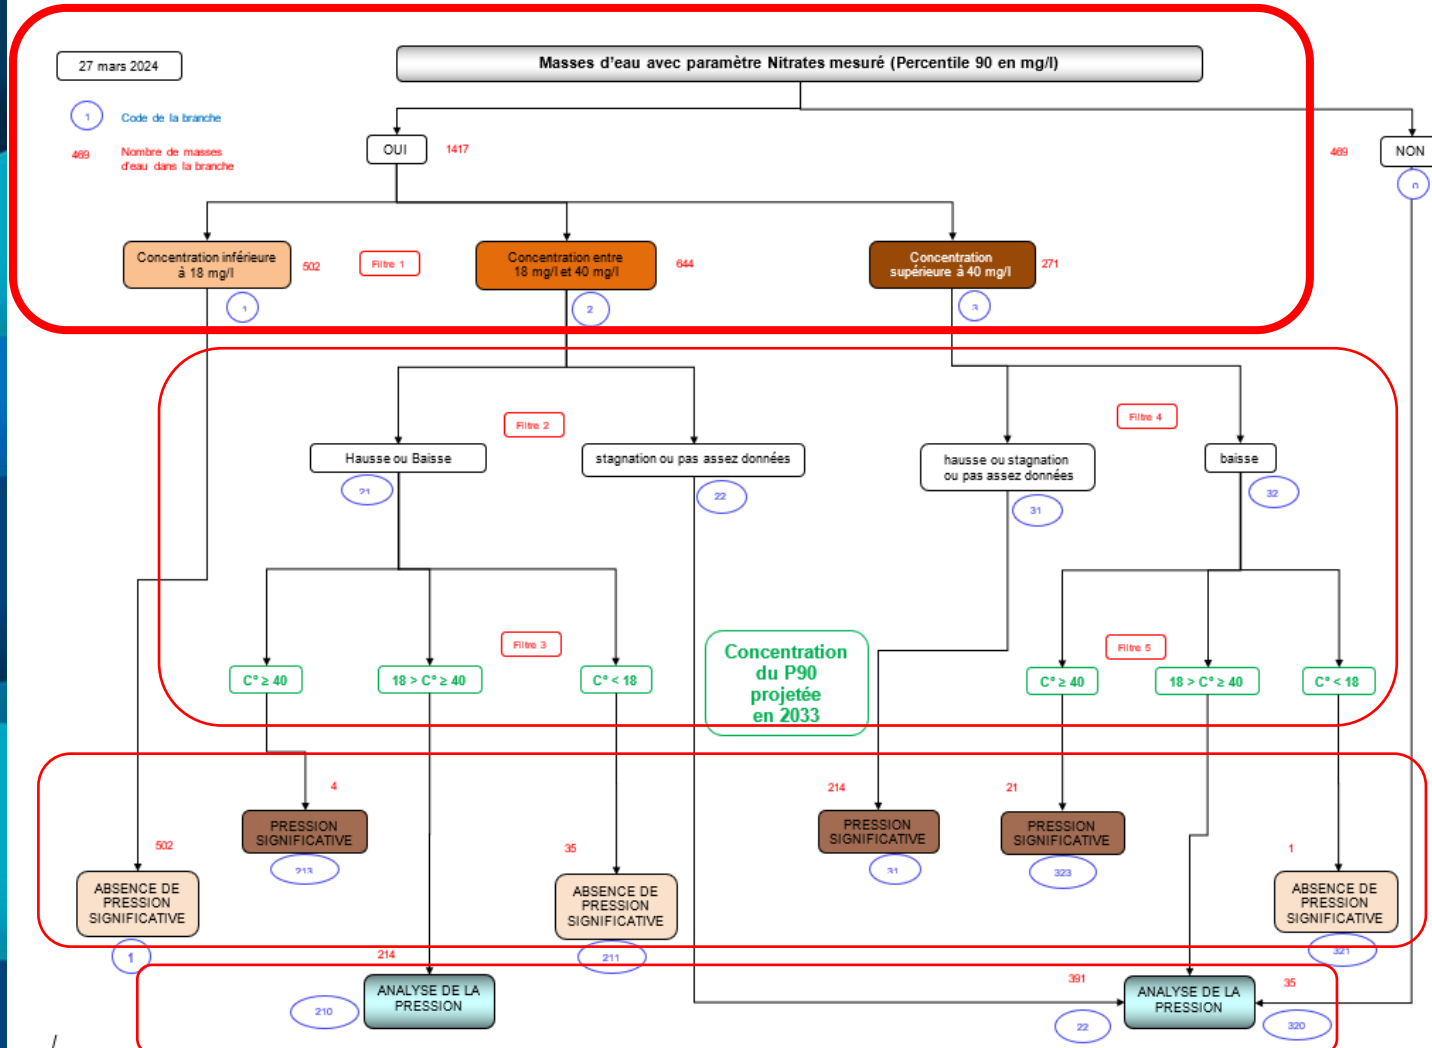 27 mars 2024
Masses d'eau avec paramètre Nitrates mesuré (Percentile 90 en mg/l)
1
Code de la branche
469
Nombre de masses
d'eau dans la branche
OUI
1417
469
NON
n
Concentration inférieure
à 18 mg/l
502
Filtre 1
Concentration entre
18 mg/l et 40 mg/l
644
Concentration
supérieure à 40 mg/l
271
1
2
3
Filtre 2
Filtre 4
Hausse ou Baisse
stagnation ou pas assez données
hausse ou stagnation
ou pas assez données
baisse
21
22
31
32
Filtre 3
Concentration
du P90
projetée
en 2033
Filtre 5
C° ≥ 40
18 > C° ≥ 40
C° < 18
C° ≥ 40
18 > C° ≥ 40
C° < 18
4
214
21
PRESSION
SIGNIFICATIVE
PRESSION
SIGNIFICATIVE
PRESSION
SIGNIFICATIVE
502
35
1
213
31
323
ABSENCE DE
PRESSION
SIGNIFICATIVE
ABSENCE DE
PRESSION
SIGNIFICATIVE
ABSENCE DE
PRESSION
SIGNIFICATIVE
1
211
321
214
391
35
ANALYSE DE LA
PRESSION
ANALYSE DE LA
PRESSION
210
22
320
/